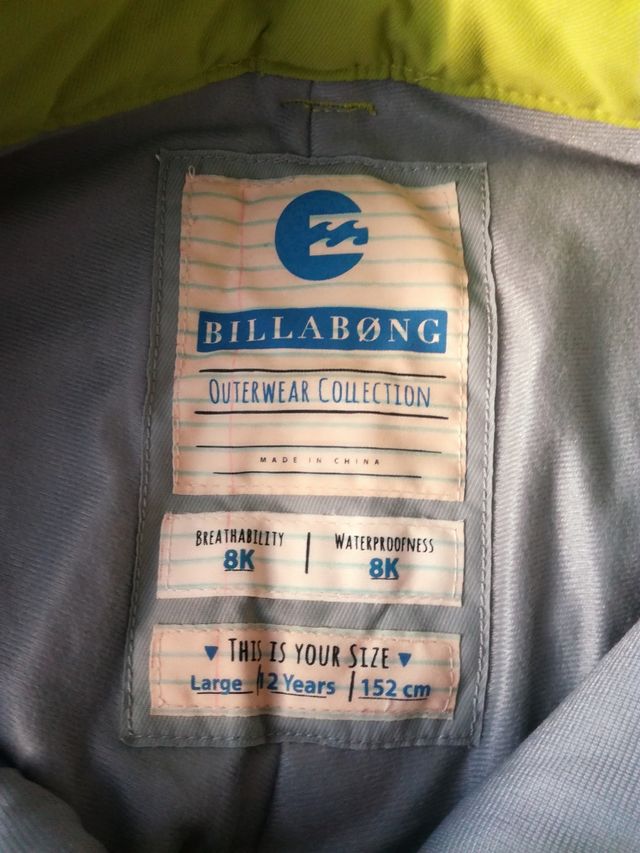 BILLABØNG
OUTERWEAR COLLECTION
MADE IN CHINA
BREATHABILITY | WATERPROOFNESS
8K | 8K
THIS IS YOUR SIZE
Large | 12 Years | 152 cm